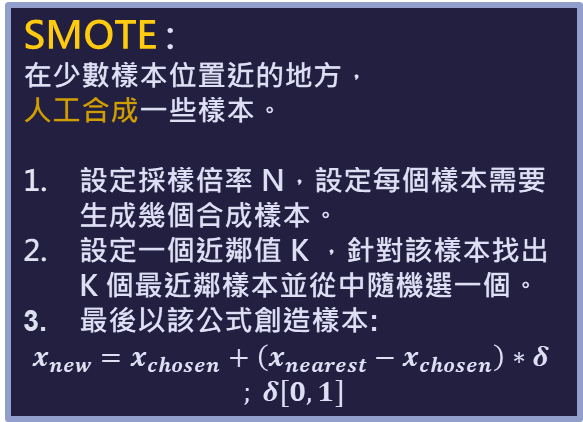 SMOTE:
在少數樣本位置近的地方，
人工合成一些樣本。
1. 設定採樣倍率 N，設定每個樣本需要
生成幾個合成樣本。
2. 設定一個近鄰值 K ，針對該樣本找出
K 個最近鄰樣本並從中隨機選一個。
3. 最後以該公式創造樣本:
x_new = x_chosen + (x_nearest − x_chosen) ∗ δ
; δ[0, 1]